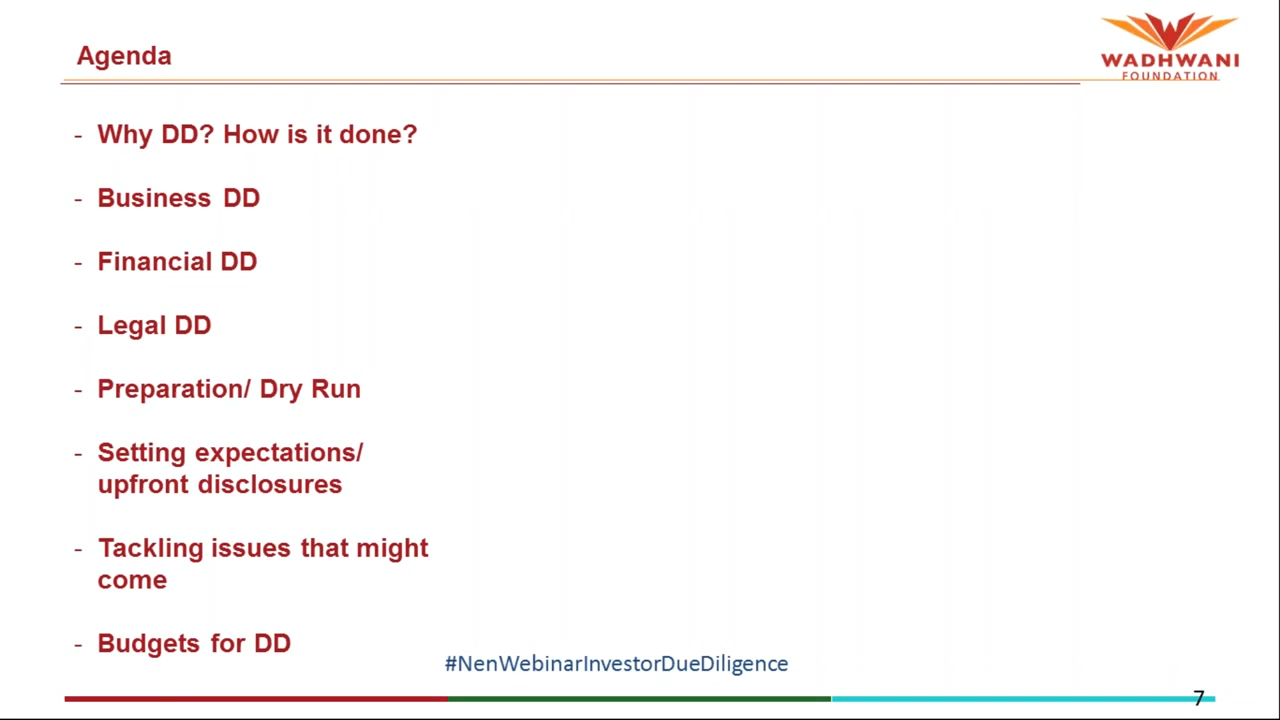 Agenda
WADHWANI
FOUNDATION
- Why DD? How is it done?
- Business DD
- Financial DD
- Legal DD
- Preparation/ Dry Run
- Setting expectations/
upfront disclosures
- Tackling issues that might
come
- Budgets for DD
#NenWebinarInvestorDueDiligence
7